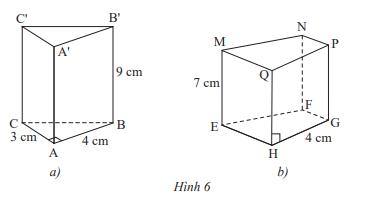 C' B'
A'
9 cm
C B
3 cm 4 cm
A
a)
N
M P
Q
7 cm
F
E G
4 cm
H
b)
Hình 6